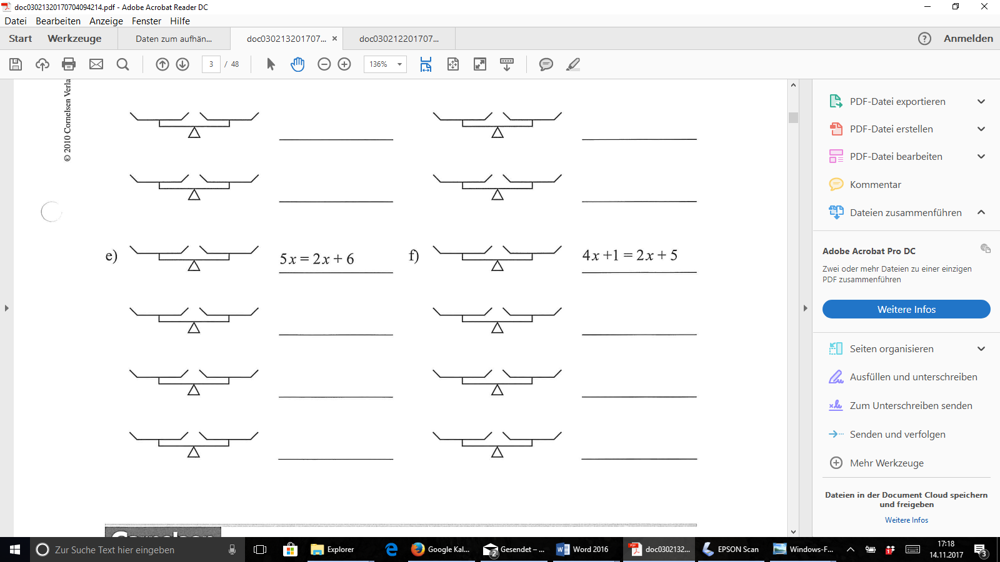 doc03021320170704094214.pdf - Adobe Acrobat Reader DC
Datei Bearbeiten Anzeige Fenster Hilfe
Start Werkzeuge Daten zum aufhän... doc030213201707... × doc030212201707... ? Anmelden
3 / 48 136%
© 2010 Cornelsen Verla
e) 5x = 2x + 6 f) 4x +1 = 2x + 5
Cornelsen
PDF-Datei exportieren
PDF-Datei erstellen
PDF-Datei bearbeiten
Kommentar
Dateien zusammenführen
Adobe Acrobat Pro DC
Zwei oder mehr Dateien zu einer einzigen
PDF zusammenführen
Weitere Infos
Seiten organisieren
Ausfüllen und unterschreiben
Zum Unterschreiben senden
Senden und verfolgen
Mehr Werkzeuge
Dateien in der Document Cloud speichern
und freigeben
Weitere Infos
Zur Suche Text hier eingeben Explorer Google Kal... 2 Gesendet – ... Word 2016 doc0302132... EPSON Scan Windows-F... 1 17:18 3
14.11.2017